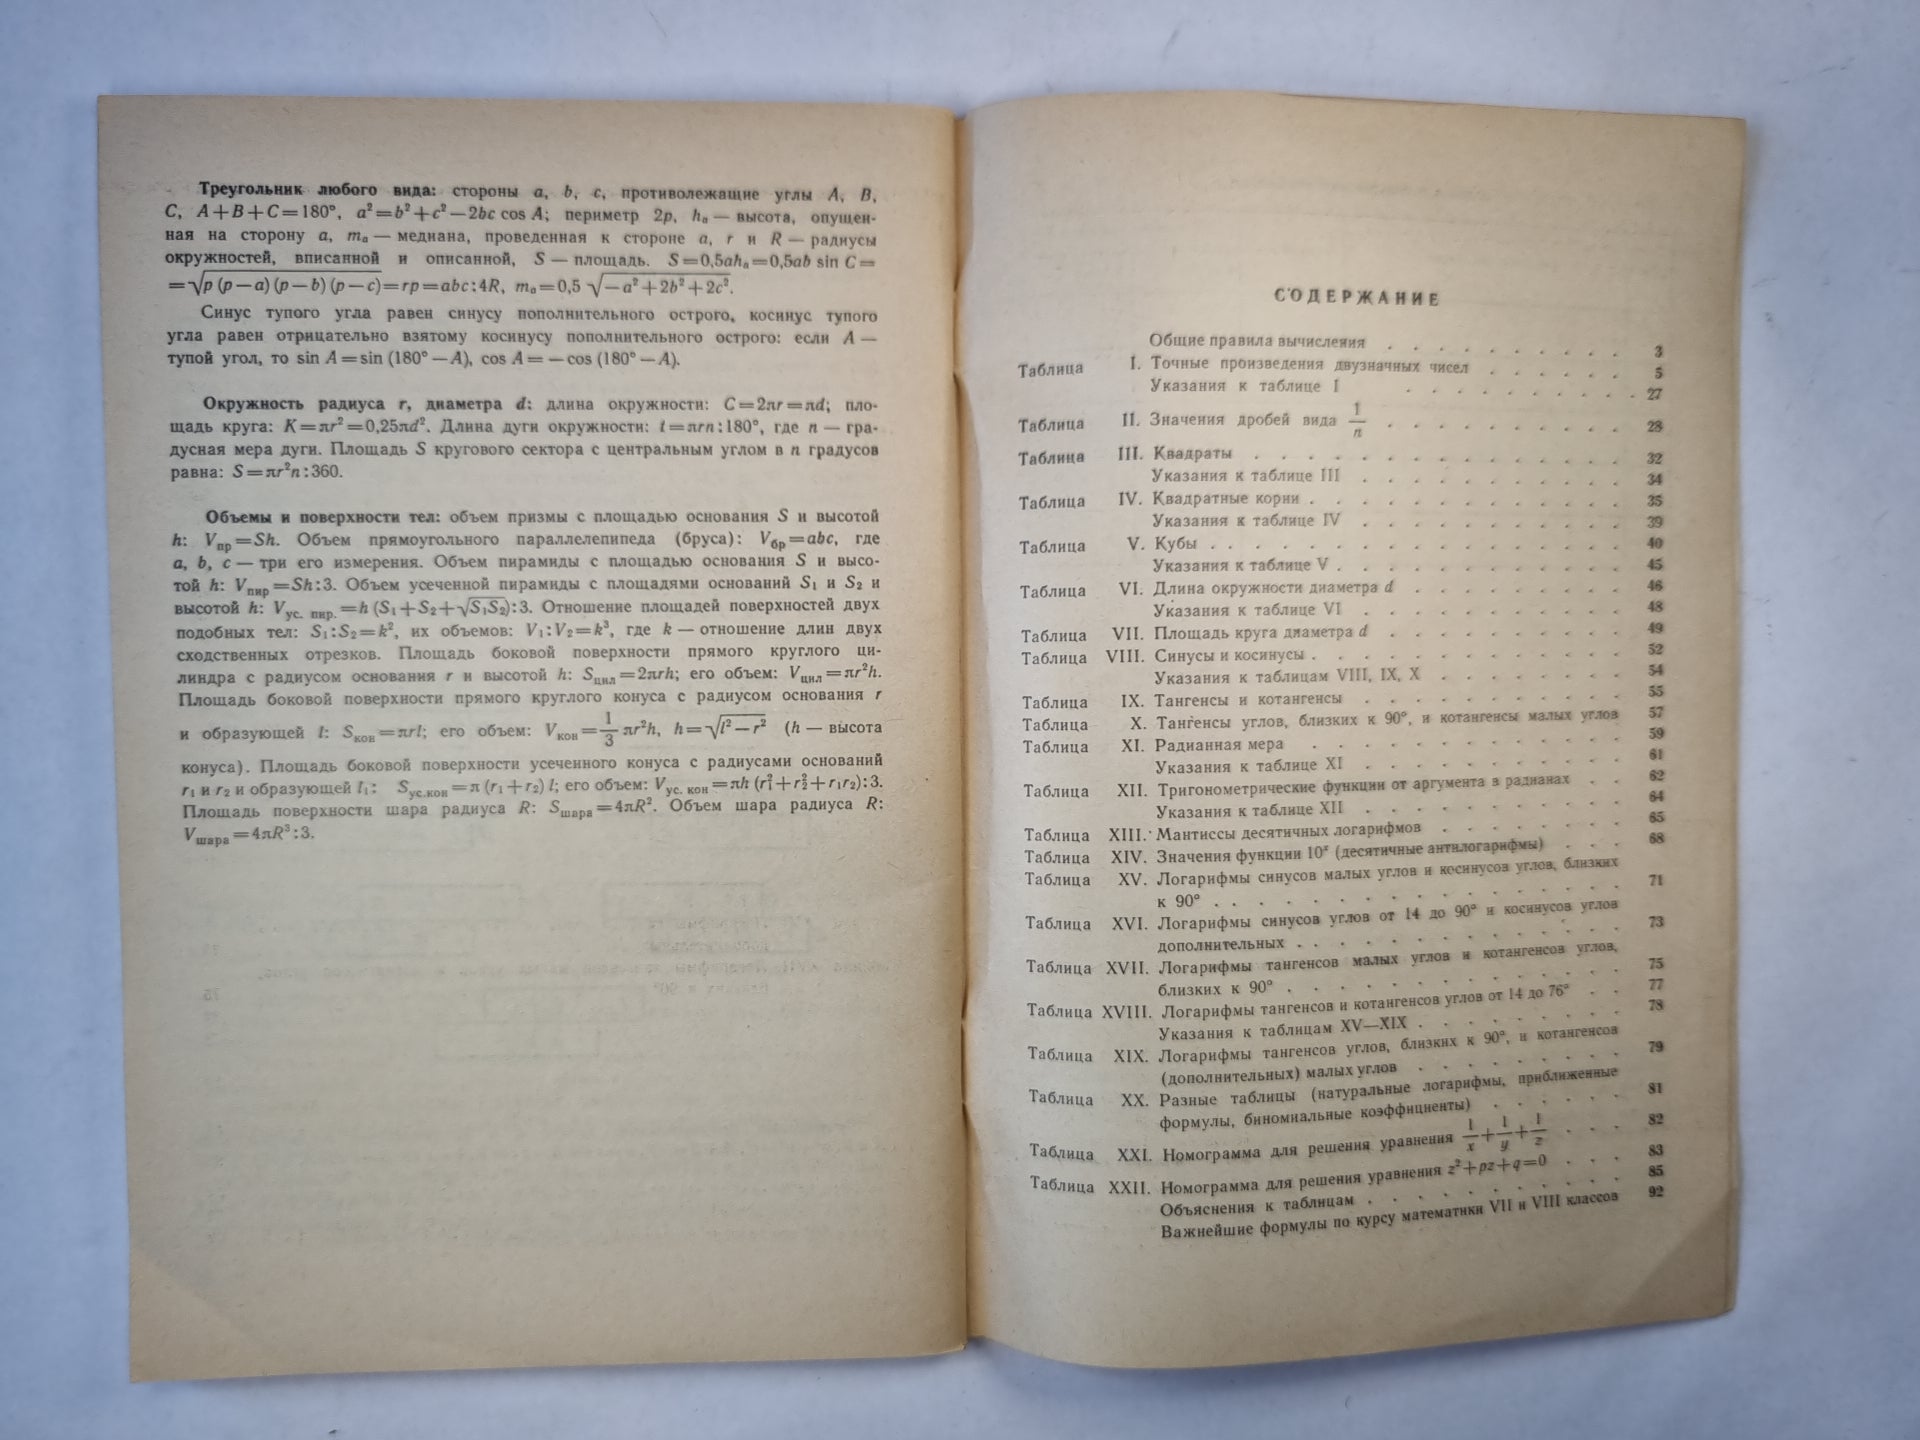 Треугольник любого вида: стороны a, b, c, противолежащие углы A, B,
C, A+B+C=180°, a²=b²+c²—2bc cos A; периметр 2p, hₐ — высота, опущен-
ная на сторону a, mₐ — медиана, проведенная к стороне a, r и R — радиусы
окружностей, вписанной и описанной, S — площадь. S=0,5ahₐ=0,5ab sin C=
=√p (p—a) (p—b) (p—c)=rp=abc:4R, mₐ=0,5 √—a²+2b²+2c².
Синус тупого угла равен синусу пополнительного острого, косинус тупого
угла равен отрицательно взятому косинусу пополнительного острого: если A —
тупой угол, то sin A=sin (180°—A), cos A=—cos (180°—A).
Окружность радиуса r, диаметра d: длина окружности: C=2πr=πd; пло-
щадь круга: K=πr²=0,25πd². Длина дуги окружности: l=πrn:180°, где n — гра-
дусная мера дуги. Площадь S кругового сектора с центральным углом в n градусов
равна: S=πr²n:360.
Объемы и поверхности тел: объем призмы с площадью основания S и высотой
h: Vпр=Sh. Объем прямоугольного параллелепипеда (бруса): Vбр=abc, где
a, b, c — три его измерения. Объем пирамиды с площадью основания S и высо-
той h: Vпир=Sh:3. Объем усеченной пирамиды с площадями оснований S₁ и S₂ и
высотой h: Vус. пир.=h (S₁+S₂+√S₁S₂):3. Отношение площадей поверхностей двух
подобных тел: S₁:S₂=k², их объемов: V₁:V₂=k³, где k — отношение длин двух
сходственных отрезков. Площадь боковой поверхности прямого круглого ци-
линдра с радиусом основания r и высотой h: Sцил=2πrh; его объем: Vцил=πr²h.
Площадь боковой поверхности прямого круглого конуса с радиусом основания r
и образующей l: Sкон=πrl; его объем: Vкон=1/3 πr²h, h=√l²—r² (h — высота
конуса). Площадь боковой поверхности усеченного конуса с радиусами оснований
r₁ и r₂ и образующей l₁: Sус.кон=π (r₁+r₂) l; его объем: Vус. кон=πh (r₁²+r₂²+r₁r₂):3.
Площадь поверхности шара радиуса R: Sшара=4πR². Объем шара радиуса R:
Vшара=4πR³:3.
СОДЕРЖАНИЕ
Общие правила вычисления . . . . . . . . . . . 3
Таблица I. Точные произведения двузначных чисел . . . . . . 5
Указания к таблице I . . . . . . . . . . 27
Таблица II. Значения дробей вида 1/n . . . . . . . . . . . 28
Таблица III. Квадраты . . . . . . . . . . . . . . . . 32
Указания к таблице III . . . . . . . . . . . 34
Таблица IV. Квадратные корни . . . . . . . . . . . . . 35
Указания к таблице IV . . . . . . . . . . . 39
Таблица V. Кубы . . . . . . . . . . . . . . . . . 40
Указания к таблице V . . . . . . . . . . . . 45
Таблица VI. Длина окружности диаметра d . . . . . . . . 46
Указания к таблице VI . . . . . . . . . . . 48
Таблица VII. Площадь круга диаметра d . . . . . . . . . 49
Таблица VIII. Синусы и косинусы . . . . . . . . . . . . 52
Указания к таблицам VIII, IX, X . . . . . . . . 54
Таблица IX. Тангенсы и котангенсы . . . . . . . . . . 55
Таблица X. Тангенсы углов, близких к 90°, и котангенсы малых углов 57
Таблица XI. Радианная мера . . . . . . . . . . . . 59
Указания к таблице XI . . . . . . . . . . . 61
Таблица XII. Тригонометрические функции от аргумента в радианах . . 62
Указания к таблице XII . . . . . . . . . . . 64
Таблица XIII. Мантиссы десятичных логарифмов . . . . . . . 65
Таблица XIV. Значения функции 10ˣ (десятичные антилогарифмы) . . . 68
Таблица XV. Логарифмы синусов малых углов и косинусов углов, близких
к 90° . . . . . . . . . . . . . . . . . 71
Таблица XVI. Логарифмы синусов углов от 14 до 90° и косинусов углов
дополнительных . . . . . . . . . . . . . 73
Таблица XVII. Логарифмы тангенсов малых углов и котангенсов углов,
близких к 90° . . . . . . . . . . . . . 75
Таблица XVIII. Логарифмы тангенсов и котангенсов углов от 14 до 76° . . 77
Указания к таблицам XV—XIX . . . . . . . . 78
Таблица XIX. Логарифмы тангенсов углов, близких к 90°, и котангенсов
(дополнительных) малых углов . . . . . . . . 79
Таблица XX. Разные таблицы (натуральные логарифмы, приближенные
формулы, биномиальные коэффициенты) . . . . . . 81
Таблица XXI. Номограмма для решения уравнения 1/x+1/y+1/z . . . 82
Таблица XXII. Номограмма для решения уравнения z²+pz+q=0 . . . 83
Объяснения к таблицам . . . . . . . . . . . 85
Важнейшие формулы по курсу математики VII и VIII классов 92